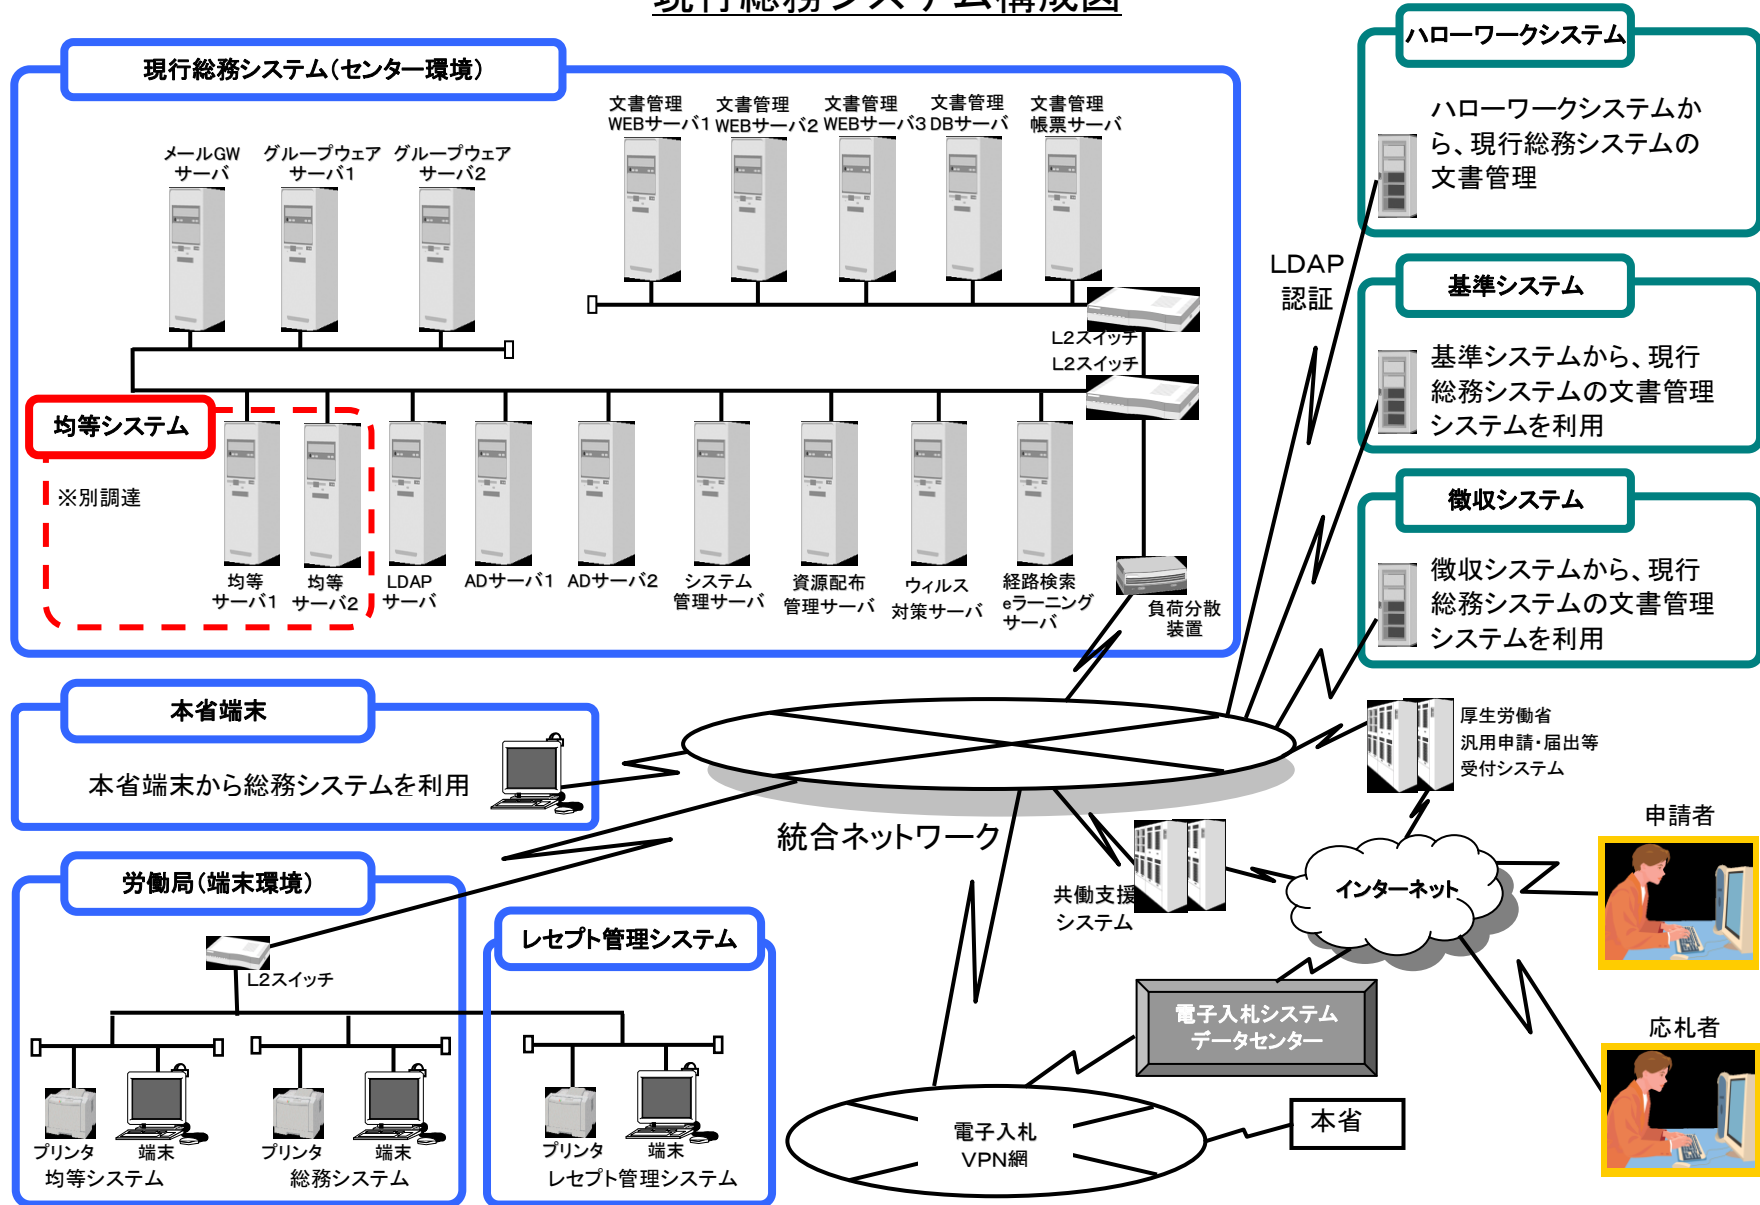 現行総務システム構成図
現行総務システム(センター環境)
メールGW
サーバ
グループウェア
サーバ1
グループウェア
サーバ2
文書管理
WEBサーバ1
文書管理
WEBサーバ2
文書管理
WEBサーバ3
文書管理
DBサーバ
文書管理
帳票サーバ
L2スイッチ
L2スイッチ
均等システム
※別調達
均等
サーバ1
均等
サーバ2
LDAP
サーバ
ADサーバ1
ADサーバ2
システム
管理サーバ
資源配布
管理サーバ
ウィルス
対策サーバ
経路検索
eラーニング
サーバ
負荷分散
装置
LDAP
認証
ハローワークシステム
ハローワークシステムか
ら、現行総務システムの
文書管理
基準システム
基準システムから、現行
総務システムの文書管理
システムを利用
徴収システム
徴収システムから、現行
総務システムの文書管理
システムを利用
本省端末
本省端末から総務システムを利用
統合ネットワーク
厚生労働省
汎用申請・届出等
受付システム
共働支援
システム
インターネット
申請者
応札者
労働局(端末環境)
L2スイッチ
プリンタ
端末
均等システム
プリンタ
端末
総務システム
レセプト管理システム
プリンタ
端末
レセプト管理システム
電子入札システム
データセンター
電子入札
VPN網
本省